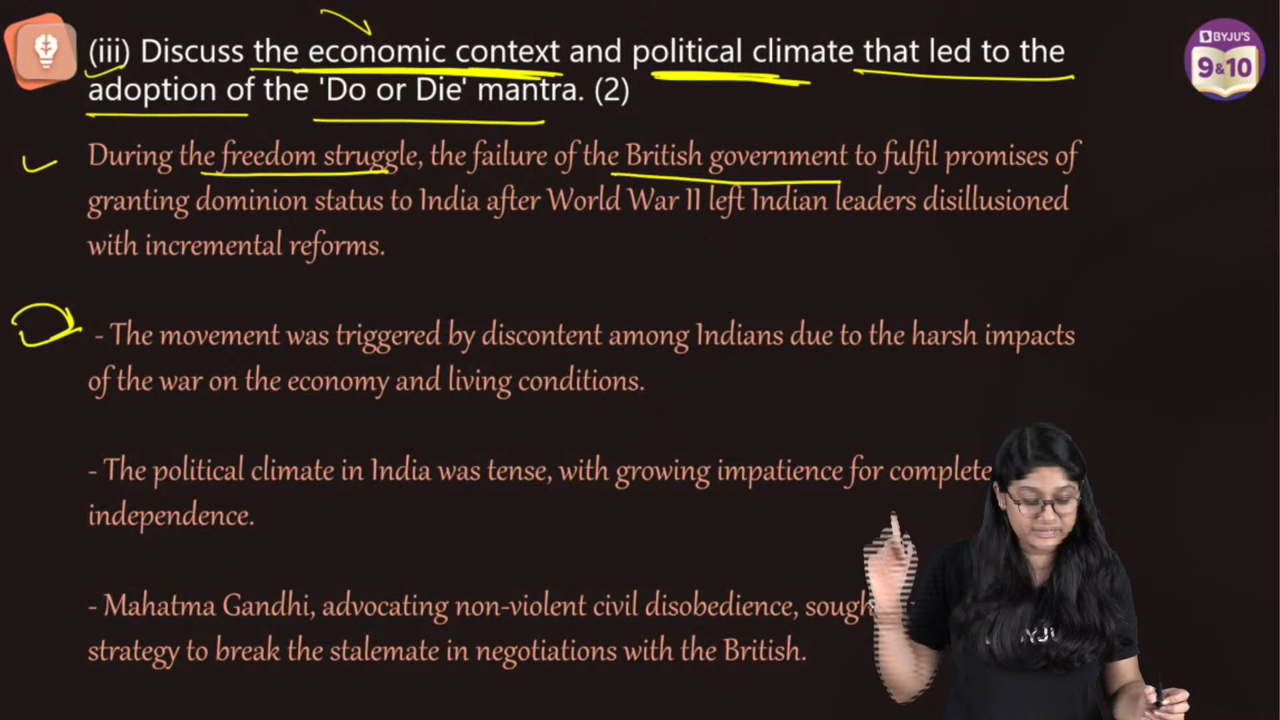 (iii) Discuss the economic context and political climate that led to the
adoption of the 'Do or Die' mantra. (2)
BYJU'S
9&10
During the freedom struggle, the failure of the British government to fulfil promises of
granting dominion status to India after World War II left Indian leaders disillusioned
with incremental reforms.
- The movement was triggered by discontent among Indians due to the harsh impacts
of the war on the economy and living conditions.
- The political climate in India was tense, with growing impatience for complete
independence.
- Mahatma Gandhi, advocating non-violent civil disobedience,
strategy to break the stalemate in negotiations with the British.